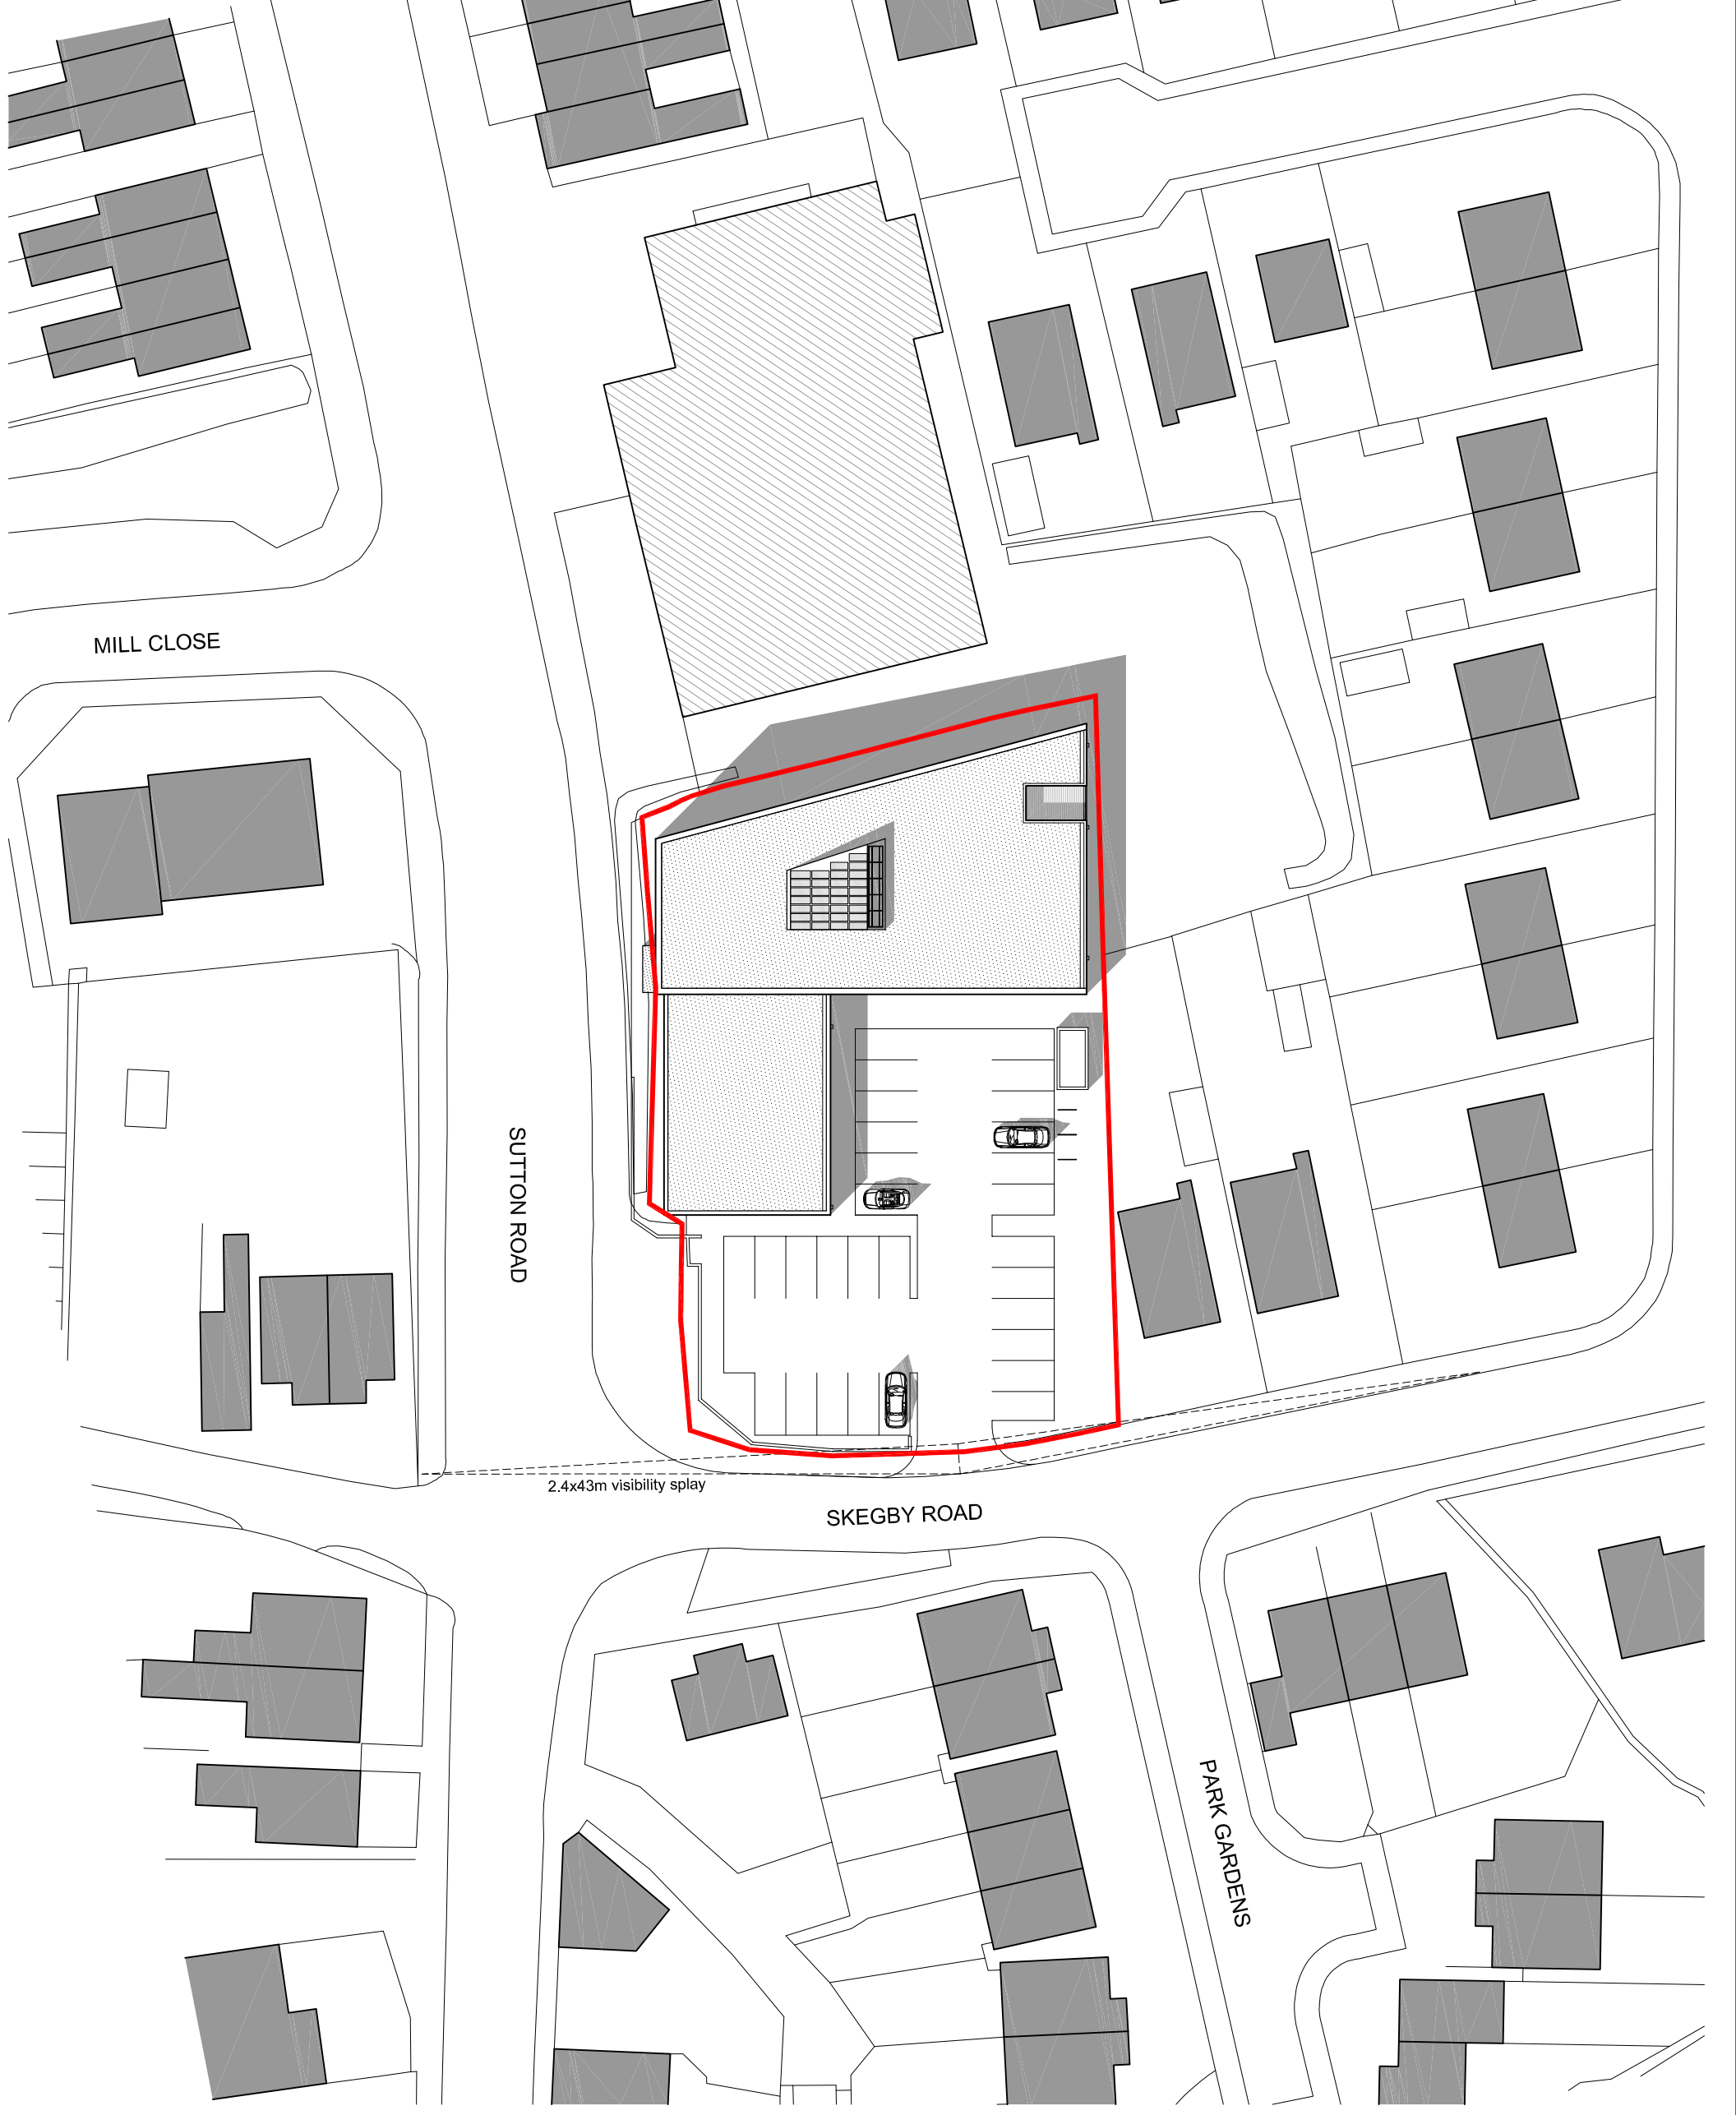 MILL CLOSE
SUTTON ROAD
2.4x43m visibility splay
SKEGBY ROAD
PARK GARDENS